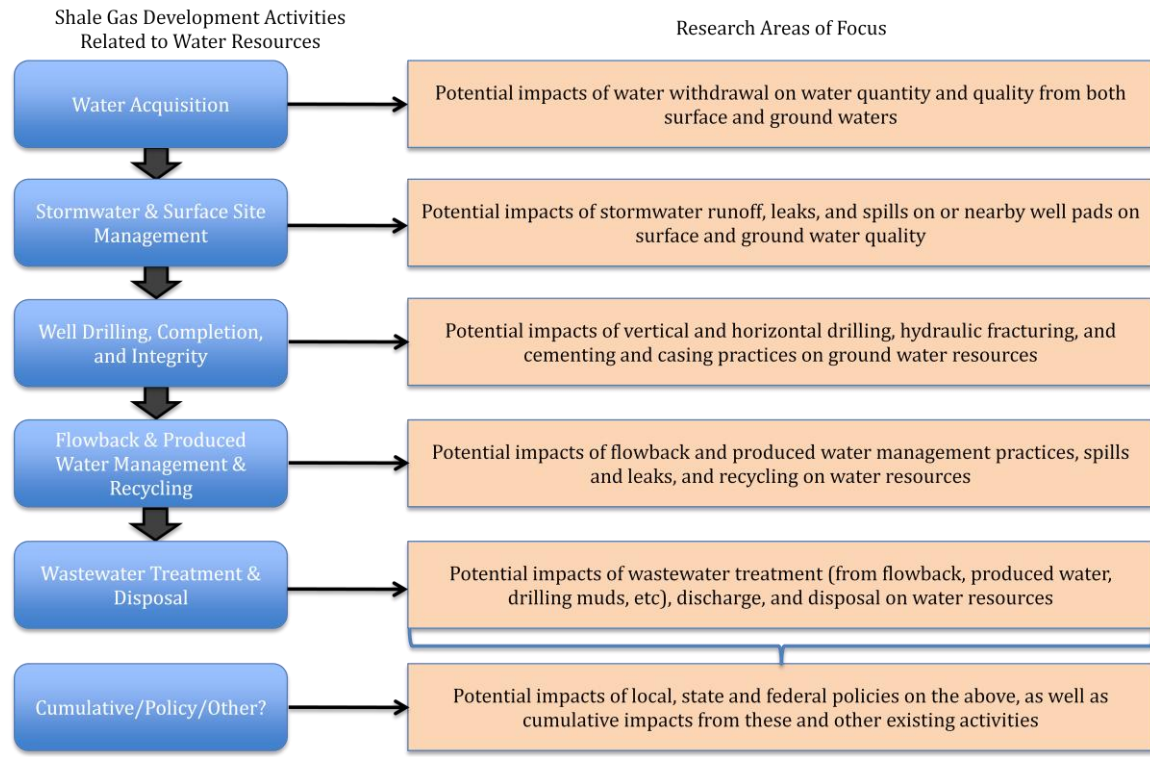 Shale Gas Development Activities
Related to Water Resources
Research Areas of Focus
Water Acquisition
Potential impacts of water withdrawal on water quantity and quality from both
surface and ground waters
Stormwater & Surface Site
Management
Potential impacts of stormwater runoff, leaks, and spills on or nearby well pads on
surface and ground water quality
Well Drilling, Completion,
and Integrity
Potential impacts of vertical and horizontal drilling, hydraulic fracturing, and
cementing and casing practices on ground water resources
Flowback & Produced
Water Management &
Recycling
Potential impacts of flowback and produced water management practices, spills
and leaks, and recycling on water resources
Wastewater Treatment &
Disposal
Potential impacts of wastewater treatment (from flowback, produced water,
drilling muds, etc), discharge, and disposal on water resources
Cumulative/Policy/Other?
Potential impacts of local, state and federal policies on the above, as well as
cumulative impacts from these and other existing activities